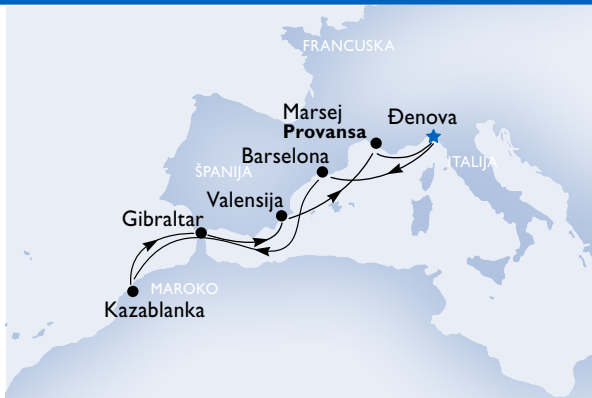 FRANCUSKA
Marsej
Provansa
Đenova
Barselona
ITALIJA
ŠPANIJA
Valensija
Gibraltar
MAROKO
Kazablanka